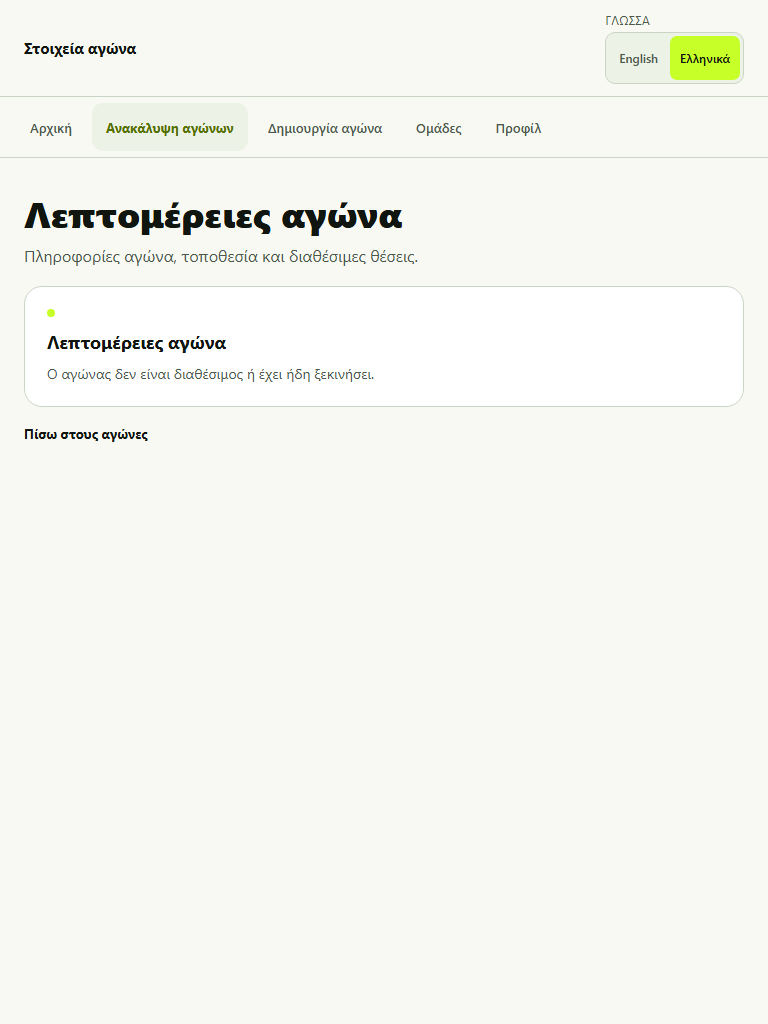 ΓΛΩΣΣΑ
Στοιχεία αγώνα
English Ελληνικά
Αρχική Ανακάλυψη αγώνων Δημιουργία αγώνα Ομάδες Προφίλ
Λεπτομέρειες αγώνα
Πληροφορίες αγώνα, τοποθεσία και διαθέσιμες θέσεις.
Λεπτομέρειες αγώνα
Ο αγώνας δεν είναι διαθέσιμος ή έχει ήδη ξεκινήσει.
Πίσω στους αγώνες